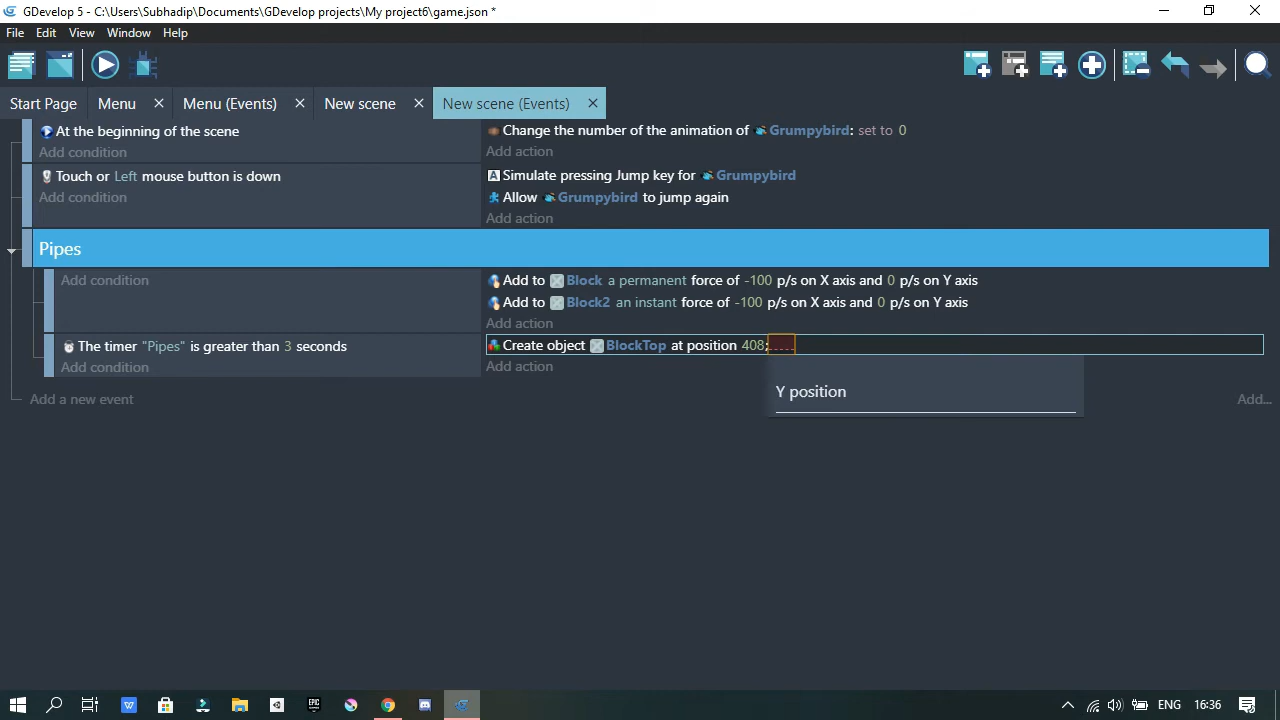 GDevelop 5 - C:\Users\Subhadip\Documents\GDevelop projects\My project6\game.json *
File Edit View Window Help
Start Page Menu Menu (Events) New scene New scene (Events)
At the beginning of the scene
Add condition
Change the number of the animation of Grumpybird: set to 0
Add action
Touch or Left mouse button is down
Add condition
Simulate pressing Jump key for Grumpybird
Allow Grumpybird to jump again
Add action
Pipes
Add condition
Add to Block a permanent force of -100 p/s on X axis and 0 p/s on Y axis
Add to Block2 an instant force of -100 p/s on X axis and 0 p/s on Y axis
Add action
The timer "Pipes" is greater than 3 seconds
Add condition
Create object BlockTop at position 408;
Add action
Y position
Add a new event
Add...
ENG 16:36